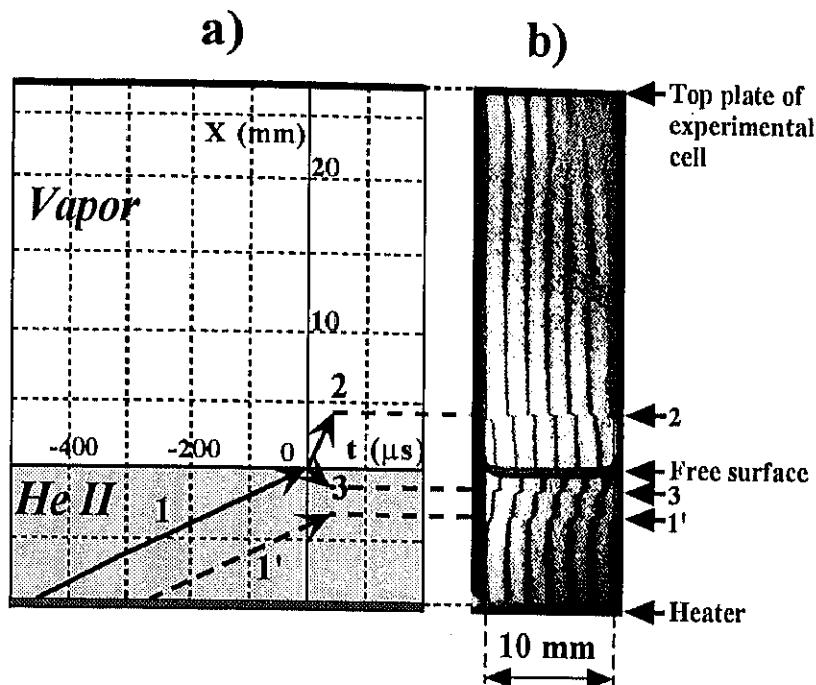 a)
b)
X (mm)
20
Vapor
10
2
-400
-200
0
t (μs)
He II
1
3
1'
Top plate of
experimental
cell
2
Free surface
3
1'
Heater
10 mm